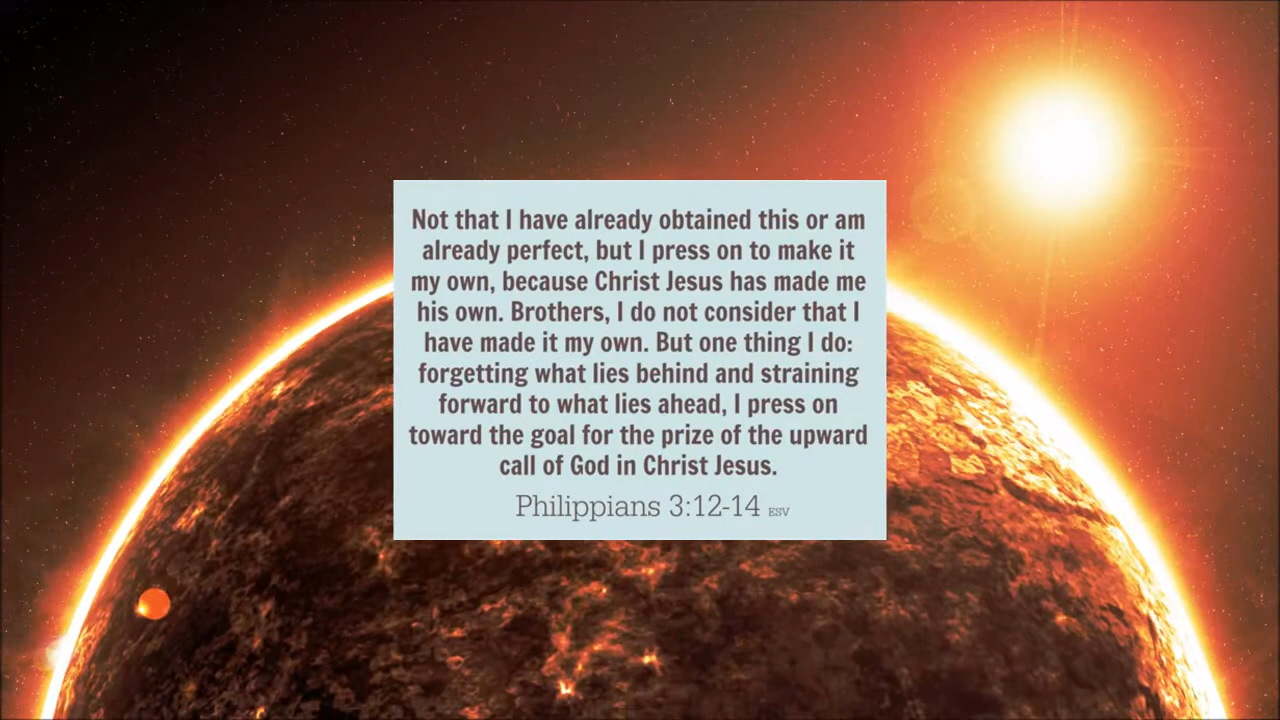 Not that I have already obtained this or am
already perfect, but I press on to make it
my own, because Christ Jesus has made me
his own. Brothers, I do not consider that I
have made it my own. But one thing I do:
forgetting what lies behind and straining
forward to what lies ahead, I press on
toward the goal for the prize of the upward
call of God in Christ Jesus.
Philippians 3:12-14 ESV